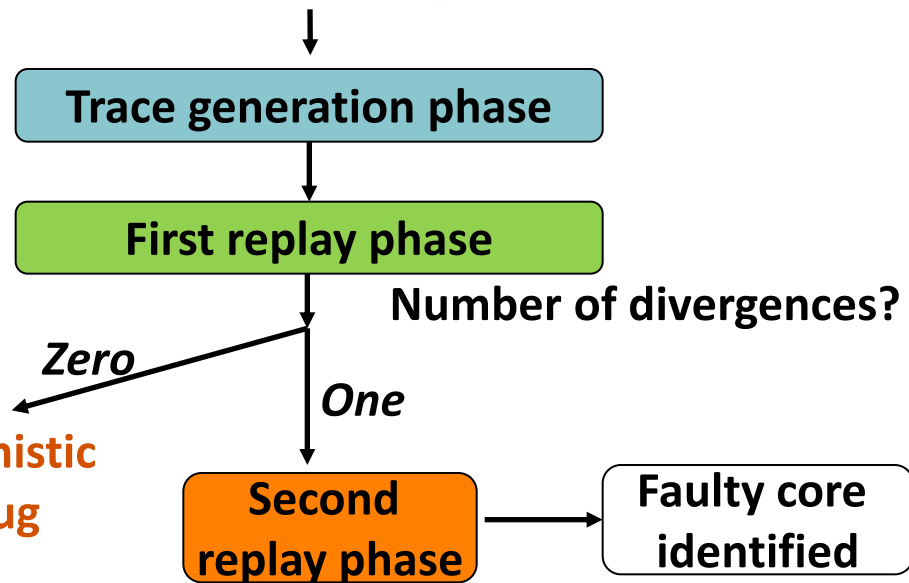 Trace generation phase
First replay phase
Number of divergences?
Zero
One
Second
replay phase
Faulty core
identified